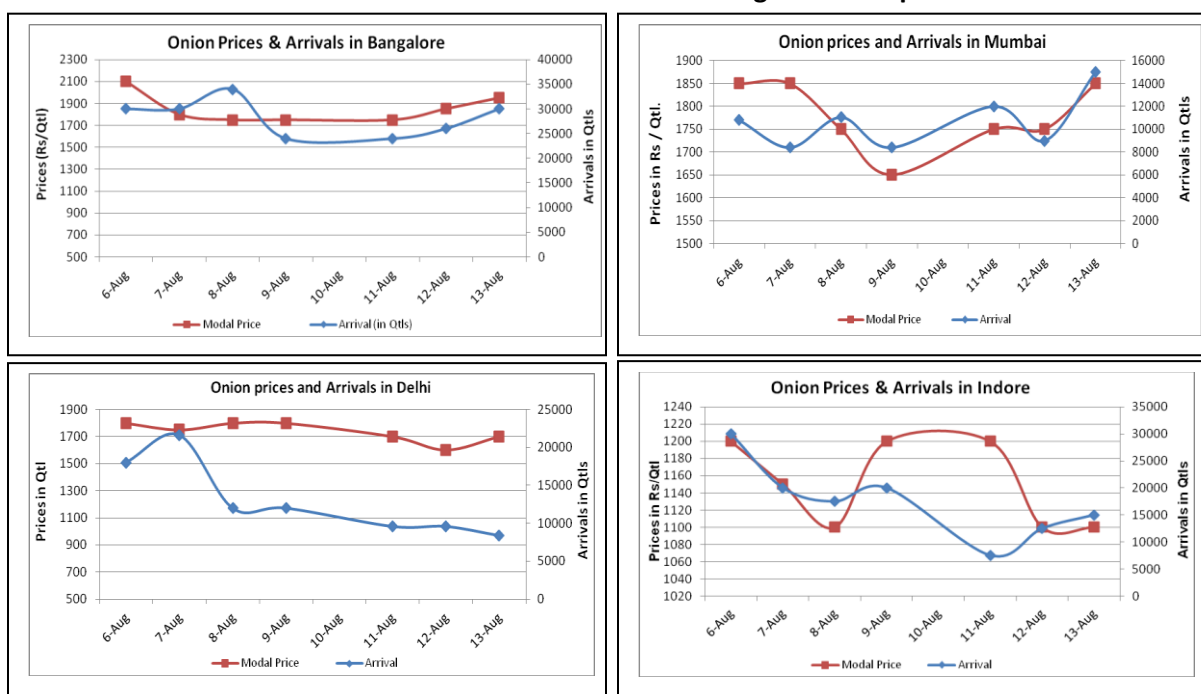 Onion Prices & Arrivals in Bangalore
Prices (Rs/Qtl)
2300
2100
1900
1700
1500
1300
1100
900
700
500
40000
35000
30000
25000
20000
15000
10000
5000
0
Arrivals in Qtls
6-Aug
7-Aug
8-Aug
9-Aug
10-Aug
11-Aug
12-Aug
13-Aug
Modal Price
Arrival (in Qtls)
Onion prices and Arrivals in Mumbai
Prices in Rs / Qtl.
1900
1850
1800
1750
1700
1650
1600
1550
1500
16000
14000
12000
10000
8000
6000
4000
2000
0
Arrivals in Qtls
6-Aug
7-Aug
8-Aug
9-Aug
10-Aug
11-Aug
12-Aug
13-Aug
Modal Price
Arrival
Onion prices and Arrivals in Delhi
Prices in Qtl
1900
1700
1500
1300
1100
900
700
500
25000
20000
15000
10000
5000
0
Arrivals in Qtls
6-Aug
7-Aug
8-Aug
9-Aug
10-Aug
11-Aug
12-Aug
13-Aug
Modal Price
Arrival
Onion Prices & Arrivals in Indore
Prices in Rs/Qtl
1240
1220
1200
1180
1160
1140
1120
1100
1080
1060
1040
1020
35000
30000
25000
20000
15000
10000
5000
0
Arrivals in Qtls
6-Aug
7-Aug
8-Aug
9-Aug
10-Aug
11-Aug
12-Aug
13-Aug
Modal Price
Arrival